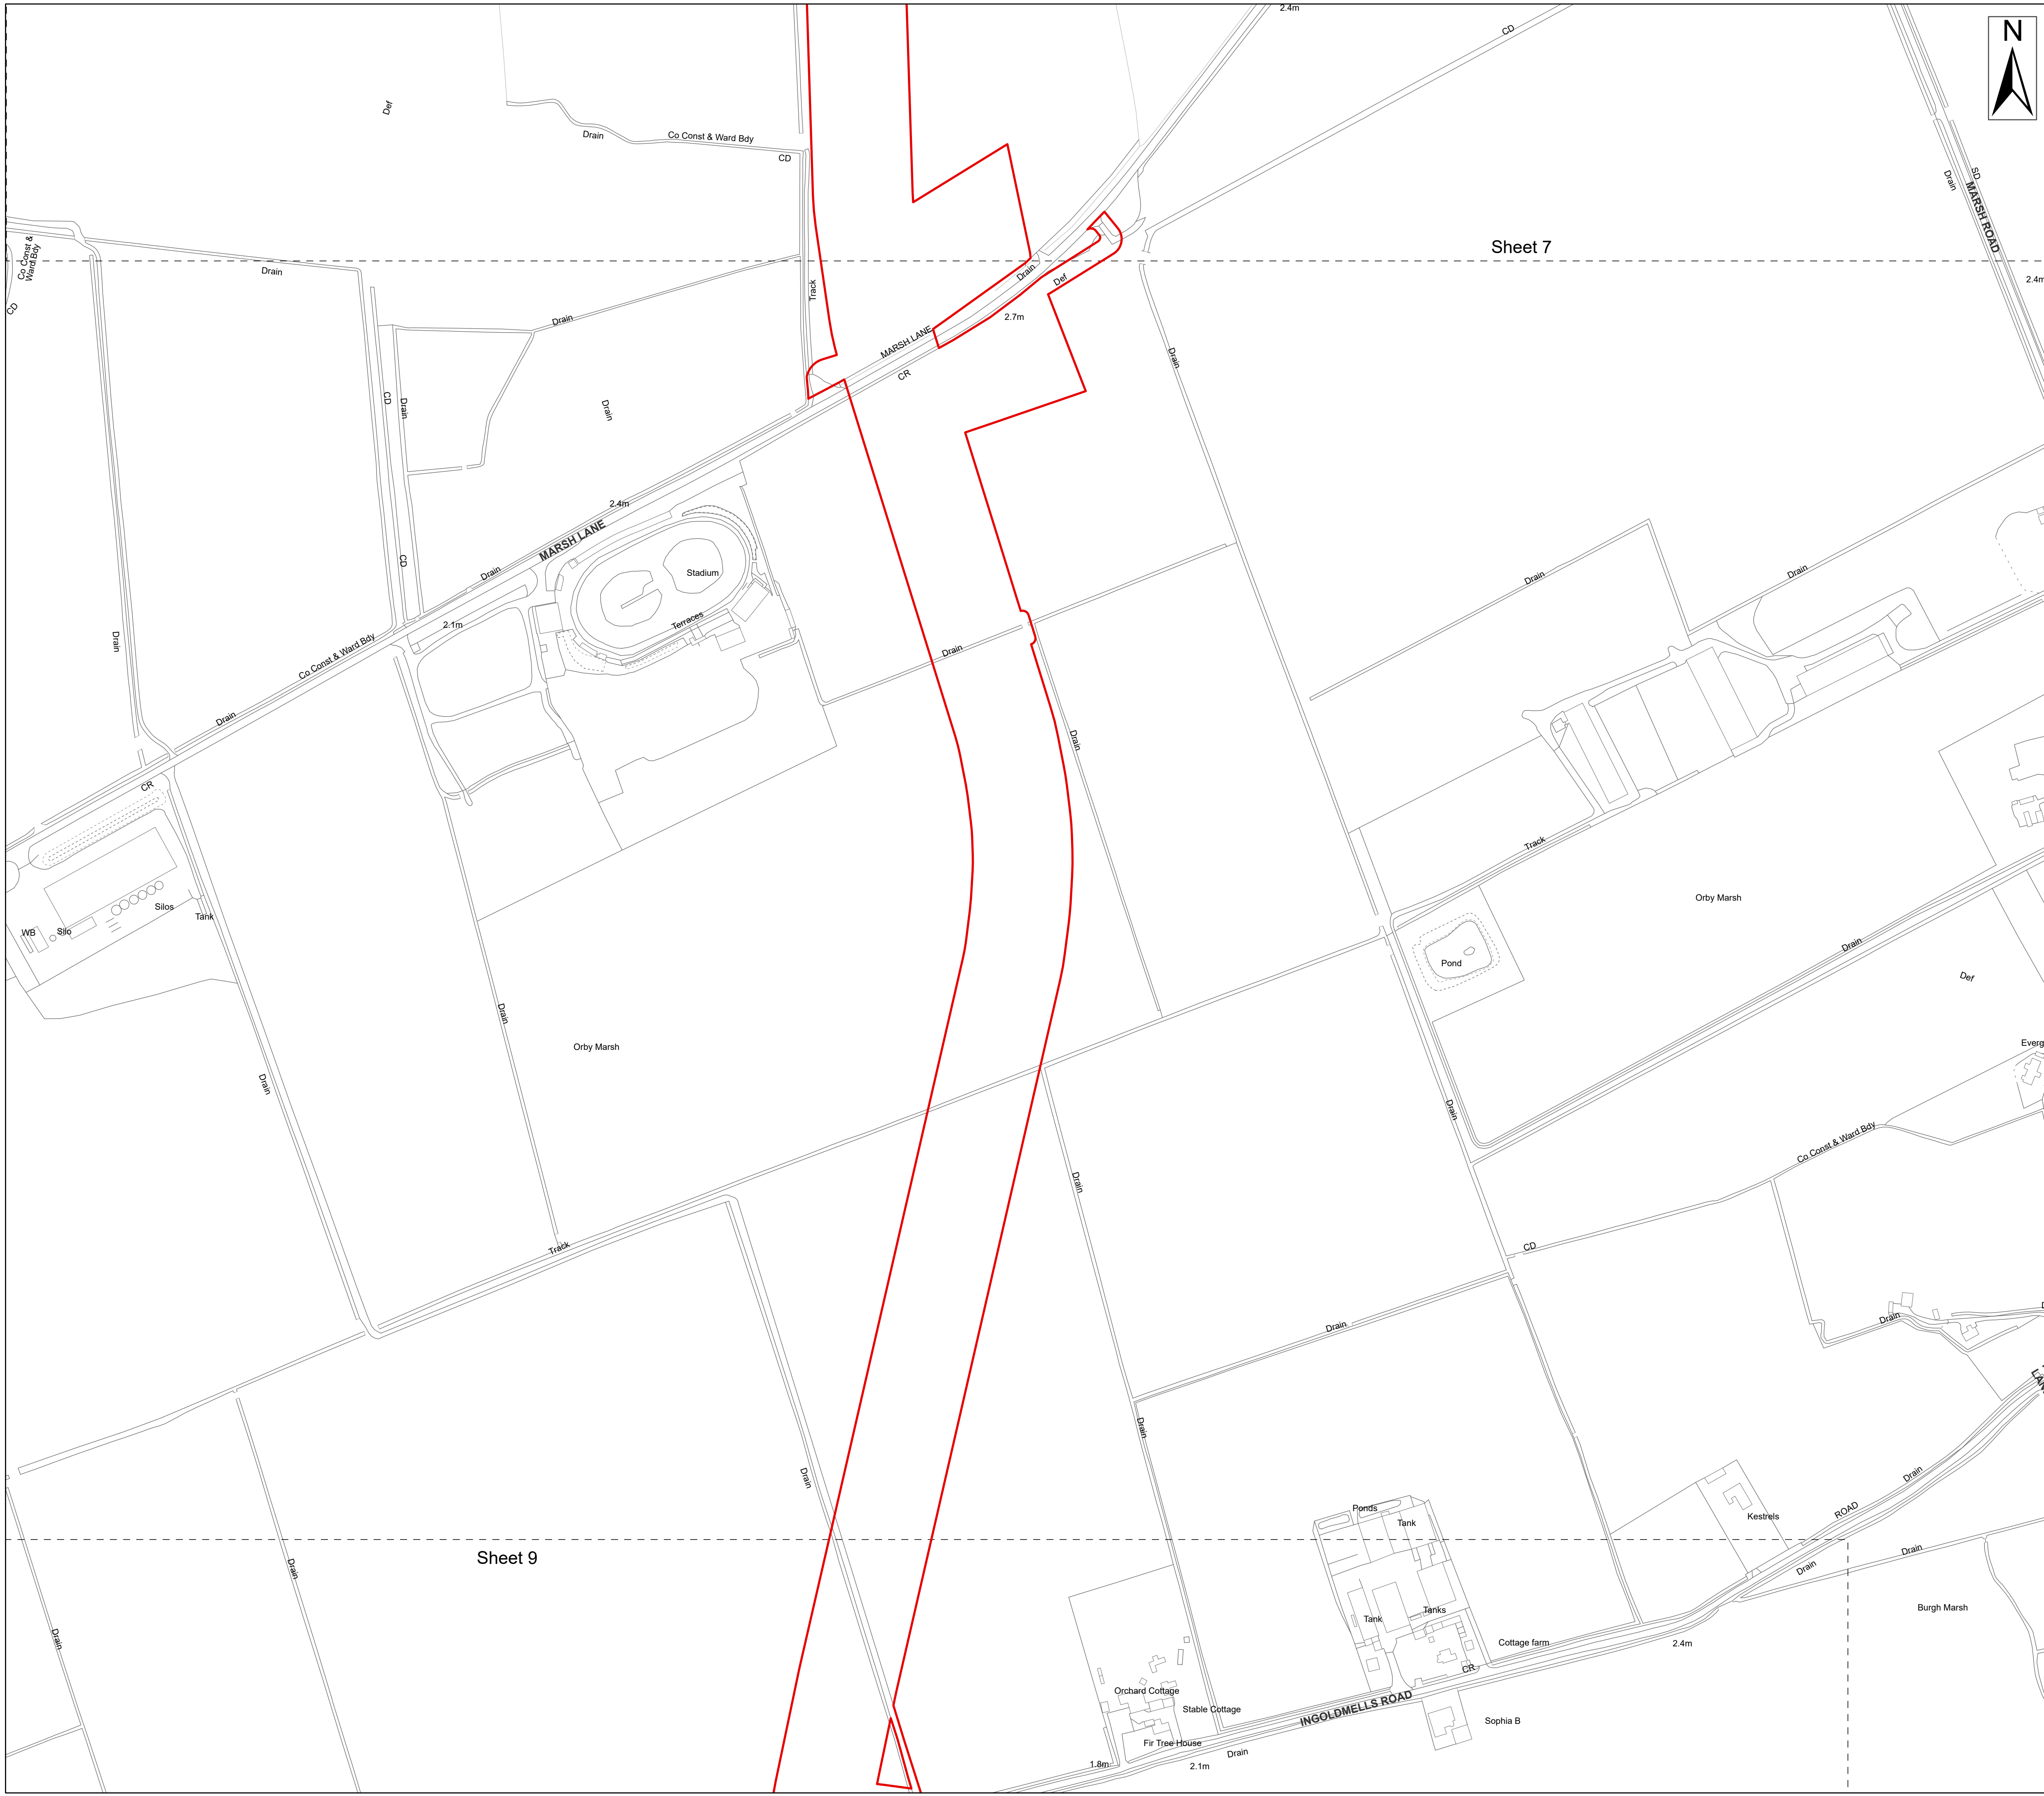 2.4m
CD
N
Def
Drain
Co Const & Ward Bdy
CD
SD
Drain
MARSH ROAD
Co Const &
Ward Bdy
Sheet 7
Drain
Drain
Def
2.4m
CD
Track
Drain
2.7m
MARSH LANE
Drain
CR
CD
Drain
Drain
2.4m
MARSH LANE
Drain
CD
Stadium
Drain
Drain
Terraces
2.1m
Drain
Co Const & Ward Bdy
Drain
Drain
Drain
CR
Track
Orby Marsh
Silos
Tank
WB
Silo
Drain
Pond
Def
Drain
Orby Marsh
Everg
Drain
Drain
Co Const & Ward Bdy
Drain
Track
CD
Drain
Drain
Drain
Drain
Drain
ROAD
Ponds
Tank
Kestrels
Sheet 9
Drain
Drain
Drain
Burgh Marsh
Tank
Tanks
Drain
Cottage farm
2.4m
CR
Orchard Cottage
Stable Cottage
INGOLDMELLS ROAD
Sophia B
Fir Tree House
Drain
1.8m
2.1m